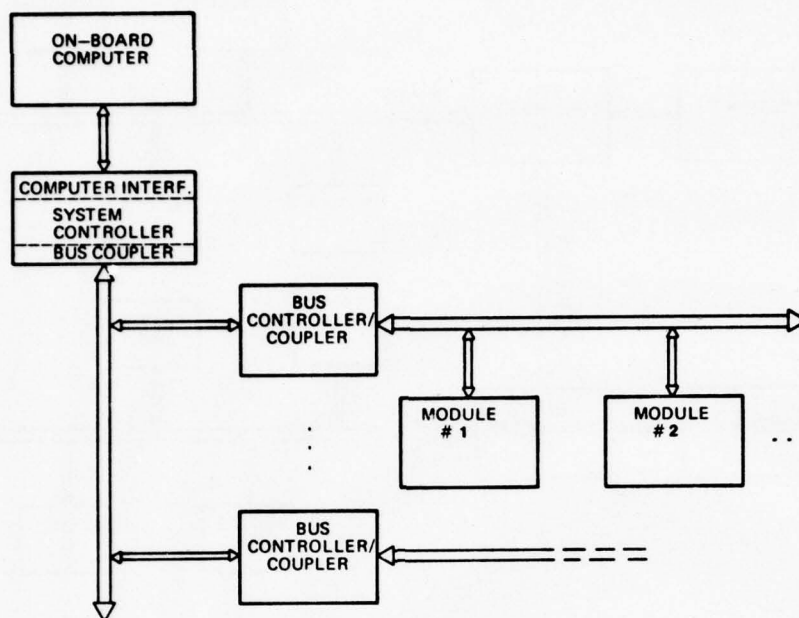 ON-BOARD
COMPUTER
COMPUTER INTERF.
SYSTEM
CONTROLLER
BUS COUPLER
BUS
CONTROLLER/
COUPLER
MODULE
# 1
MODULE
# 2
BUS
CONTROLLER/
COUPLER